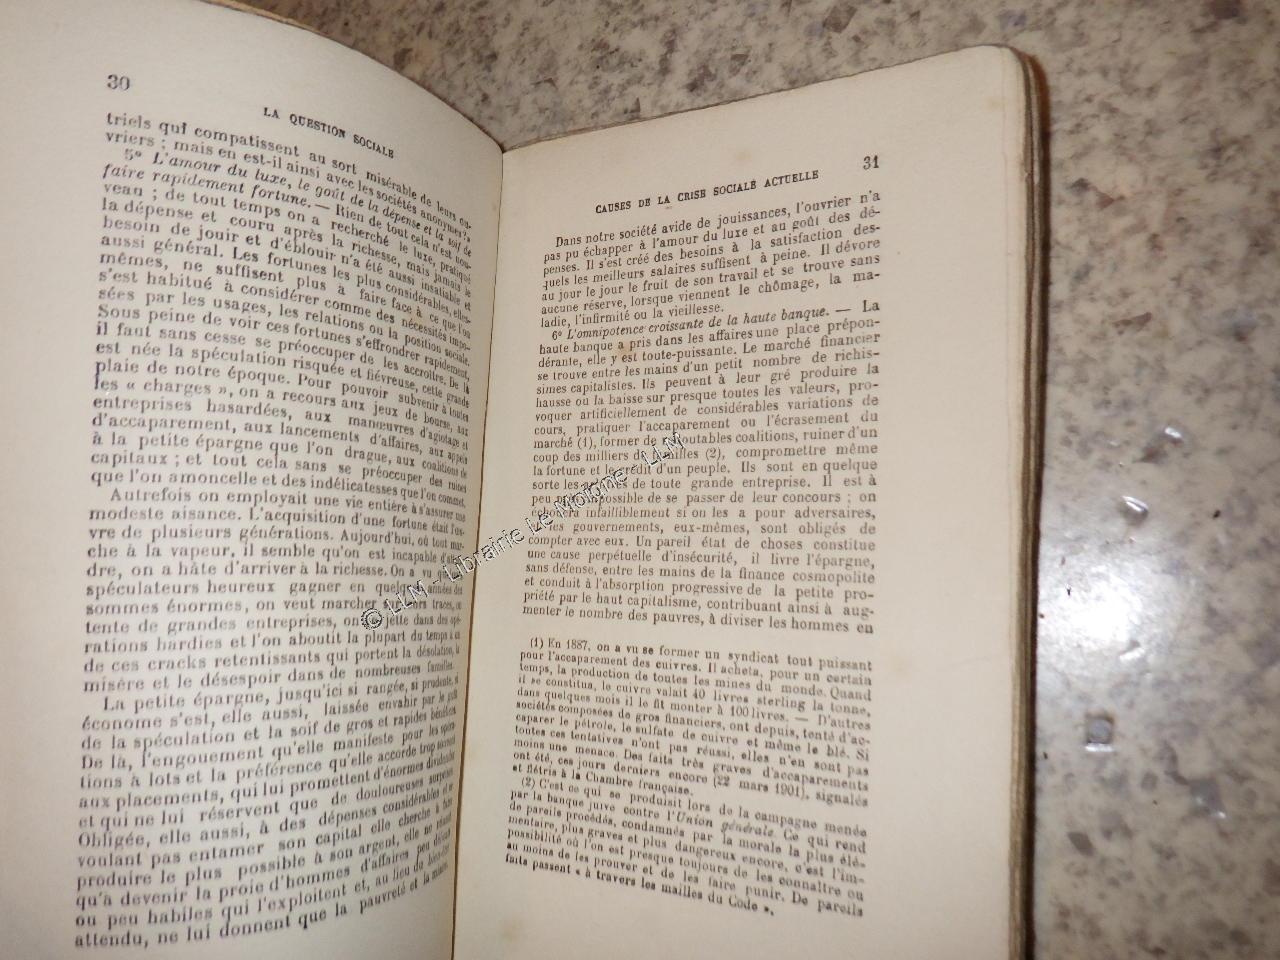 30
LA QUESTION SOCIALE
triels qui compatissent au sort misérable de leurs ou-
vriers ; mais en est-il ainsi avec les sociétés anonymes ? »
5° L'amour du luxe, le goût de la dépense et la soif de
faire rapidement fortune. — Rien de tout cela n'est nou-
veau ; de tout temps on a recherché le luxe, pratiqué
la dépense et couru après la richesse, mais jamais le
besoin de jouir et d'éblouir n'a été aussi insatiable et
aussi général. Les fortunes les plus considérables, elles-
mêmes, ne suffisent plus à faire face à ce que l'on
s'est habitué à considérer comme des nécessités impo-
sées par les usages, les relations ou la position sociale.
Sous peine de voir ces fortunes s'effondrer rapidement,
il faut sans cesse se préoccuper de les accroître. De là
est née la spéculation risquée et fiévreuse, cette grande
plaie de notre époque. Pour pouvoir subvenir à toutes
les « charges », on a recours aux jeux de bourse, aux
entreprises hasardées, aux manœuvres d'agiotage et
d'accaparement, aux lancements d'affaires, aux appels
à la petite épargne que l'on drague, aux coalitions de
capitaux ; et tout cela sans se préoccuper des ruines
que l'on amoncelle et des indélicatesses que l'on commet.
Autrefois on employait une vie entière à s'assurer une
modeste aisance. L'acquisition d'une fortune était l'œu-
vre de plusieurs générations. Aujourd'hui, où tout mar-
che à la vapeur, il semble qu'on est incapable d'atten-
dre, on a hâte d'arriver à la richesse. On a vu des
spéculateurs heureux gagner en quelques années des
sommes énormes, on veut marcher sur leurs traces, on
tente de grandes entreprises, on se jette dans des opé-
rations hardies et l'on aboutit la plupart du temps à un
de ces cracks retentissants qui portent la désolation, la
misère et le désespoir dans de nombreuses familles.
La petite épargne, jusqu'ici si rangée, si prudente, si
économe s'est, elle aussi, laissée envahir par le goût
de la spéculation et la soif de gros et rapides bénéfices.
De là, l'engouement qu'elle manifeste pour les opéra-
tions à lots et la préférence qu'elle accorde trop souvent
aux placements, qui lui promettent d'énormes dividendes
et qui ne lui réservent que de douloureuses surprises.
Obligée, elle aussi, à des dépenses considérables et ne
voulant pas entamer son capital elle cherche à faire
produire le plus possible à son argent, elle ne réussit
qu'à devenir la proie d'hommes d'affaires peu délicats
ou peu habiles qui l'exploitent et, au lieu du bien-être
attendu, ne lui donnent que la pauvreté et la misère.
CAUSES DE LA CRISE SOCIALE ACTUELLE
31
Dans notre société avide de jouissances, l'ouvrier n'a
pas pu échapper à l'amour du luxe et au goût des dé-
penses. Il s'est créé des besoins à la satisfaction des-
quels les meilleurs salaires suffisent à peine. Il dévore
au jour le jour le fruit de son travail et se trouve sans
aucune réserve, lorsque viennent le chômage, la ma-
ladie, l'infirmité ou la vieillesse.
6° L'omnipotence croissante de la haute banque. — La
haute banque a pris dans les affaires une place prépon-
dérante, elle y est toute-puissante. Le marché financier
se trouve entre les mains d'un petit nombre de richis-
simes capitalistes. Ils peuvent à leur gré produire la
hausse ou la baisse sur presque toutes les valeurs, pro-
voquer artificiellement de considérables variations de
cours, pratiquer l'accaparement ou l'écrasement du
marché (1), former de redoutables coalitions, ruiner d'un
coup des milliers de familles (2), compromettre même
la fortune et le crédit d'un peuple. Ils sont en quelque
sorte les arbitres de toute grande entreprise. Il est à
peu près impossible de se passer de leur concours ; on
échouera infailliblement si on les a pour adversaires,
et les gouvernements, eux-mêmes, sont obligés de
compter avec eux. Un pareil état de choses constitue
une cause perpétuelle d'insécurité, il livre l'épargne,
sans défense, entre les mains de la finance cosmopolite
et conduit à l'absorption progressive de la petite pro-
priété par le haut capitalisme, contribuant ainsi à aug-
menter le nombre des pauvres, à diviser les hommes en
(1) En 1887, on a vu se former un syndicat tout puissant
pour l'accaparement des cuivres. Il acheta, pour un certain
temps, la production de toutes les mines du monde. Quand
il se constitua, le cuivre valait 40 livres sterling la tonne,
dans quelques mois il le fit monter à 100 livres. — D'autres
sociétés composées de gros financiers, ont depuis, tenté d'ac-
caparer le pétrole, le sulfate de cuivre et même le blé. Si
toutes ces tentatives n'ont pas réussi, elles n'en sont pas
moins une menace. Des faits très graves d'accaparements
ont été, ces jours derniers encore (22 mars 1901), signalés
et flétris à la Chambre française.
(2) C'est ce qui se produisit lors de la campagne menée
par la banque juive contre l'Union générale. Ce qui rend
de pareils procédés, condamnés par la morale la plus élé-
mentaire, plus graves et plus dangereux encore, c'est l'im-
possibilité où l'on est presque toujours de les connaître ou
au moins de les prouver et de les faire punir. De pareils
faits passent « à travers les mailles du Code ».
© LLM - Librairie Le Moinne - LLM